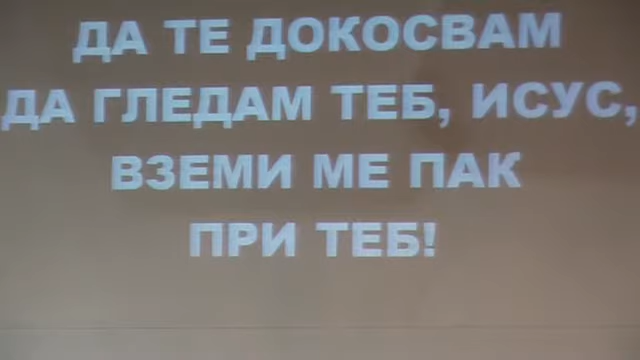 ДА ТЕ ДОКОСВАМ
ДА ГЛЕДАМ ТЕБ, ИСУС,
ВЗЕМИ МЕ ПАК
ПРИ ТЕБ!